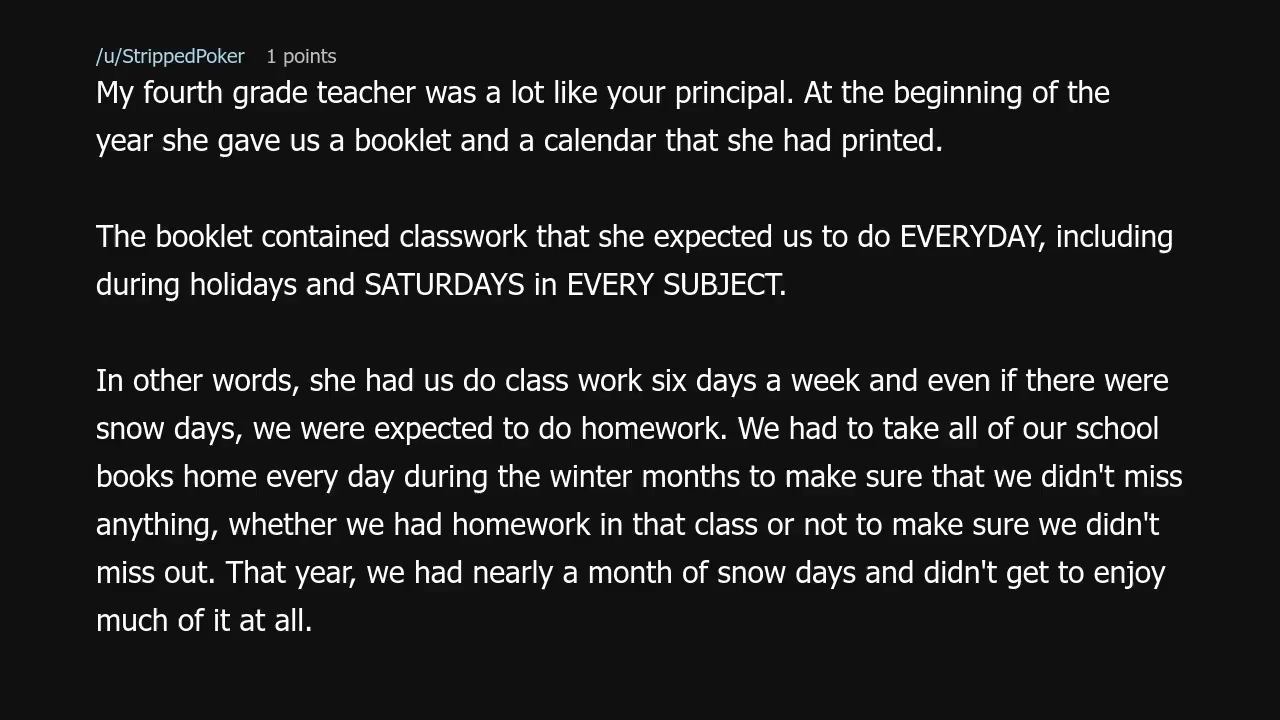 /u/StrippedPoker 1 points
My fourth grade teacher was a lot like your principal. At the beginning of the
year she gave us a booklet and a calendar that she had printed.
The booklet contained classwork that she expected us to do EVERYDAY, including
during holidays and SATURDAYS in EVERY SUBJECT.
In other words, she had us do class work six days a week and even if there were
snow days, we were expected to do homework. We had to take all of our school
books home every day during the winter months to make sure that we didn't miss
anything, whether we had homework in that class or not to make sure we didn't
miss out. That year, we had nearly a month of snow days and didn't get to enjoy
much of it at all.